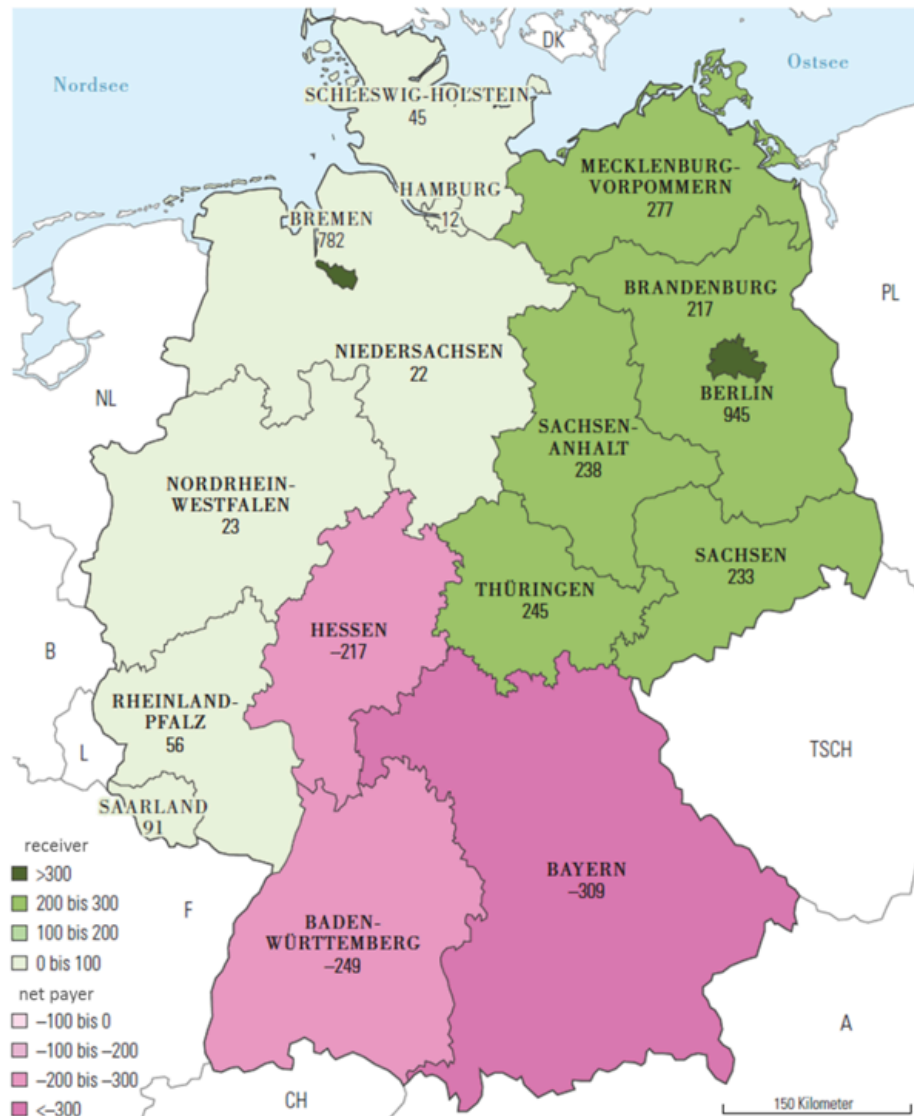 DK
Nordsee
Ostsee
SCHLESWIG-HOLSTEIN
45
MECKLENBURG-
VORPOMMERN
277
HAMBURG
12
BREMEN
782
BRANDENBURG
217
PL
NIEDERSACHSEN
22
BERLIN
945
NL
SACHSEN-
ANHALT
238
NORDRHEIN-
WESTFALEN
23
SACHSEN
233
THÜRINGEN
245
HESSEN
–217
B
RHEINLAND-
PFALZ
56
L
TSCH
SAARLAND
91
receiver
>300
200 bis 300
100 bis 200
0 bis 100
F
BAYERN
–309
BADEN-
WÜRTTEMBERG
–249
net payer
–100 bis 0
–100 bis –200
–200 bis –300
<–300
A
CH
150 Kilometer